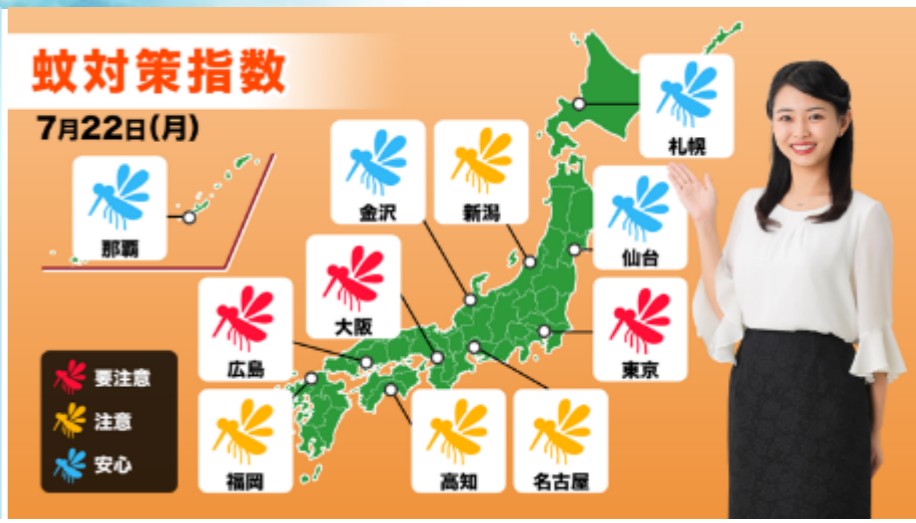 蚊対策指数
7月22日(月)
札幌
金沢
新潟
那覇
仙台
大阪
広島
東京
要注意
注意
安心
福岡
高知
名古屋